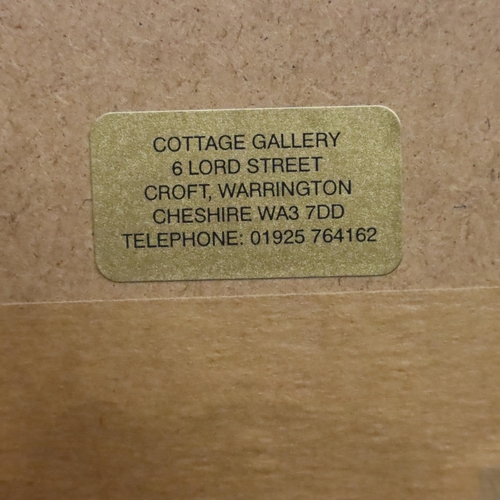 COTTAGE GALLERY
6 LORD STREET
CROFT, WARRINGTON
CHESHIRE WA3 7DD
TELEPHONE: 01925 764162